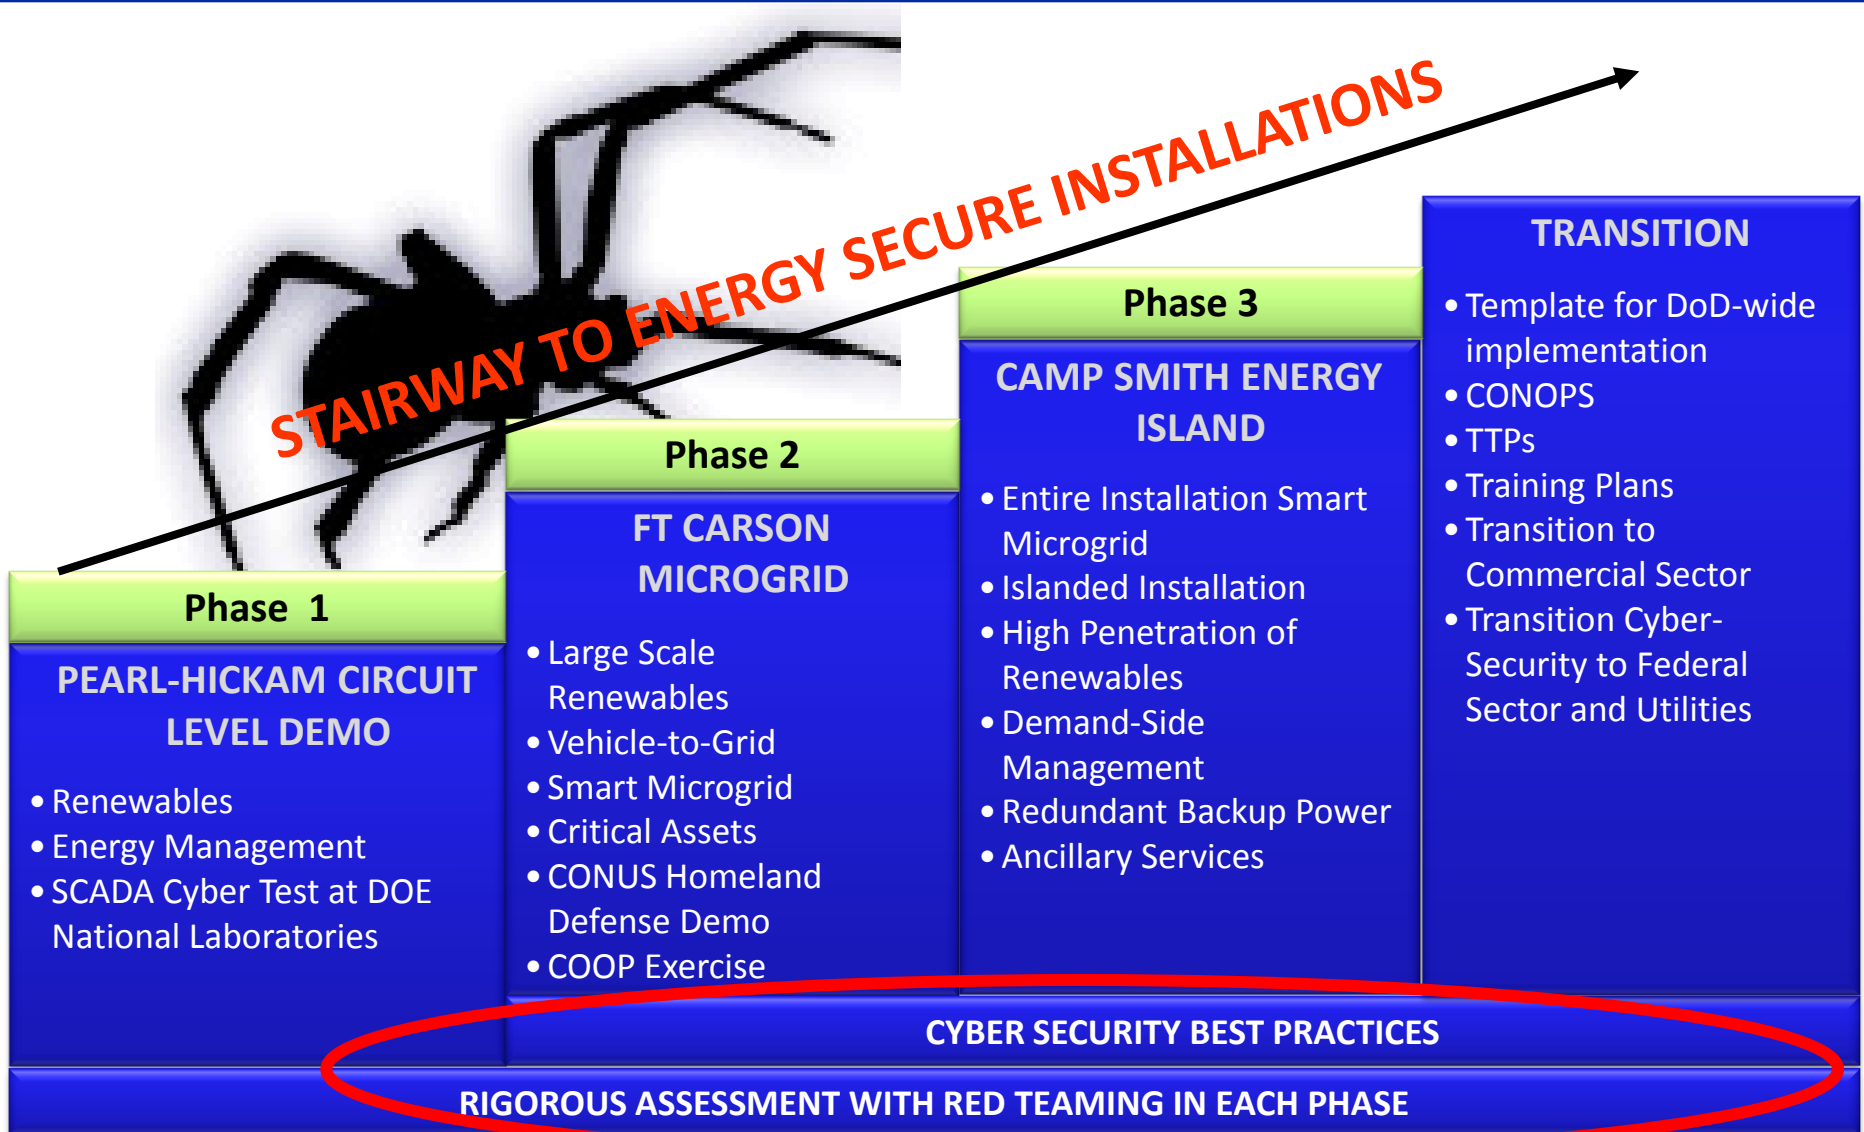 STAIRWAY TO ENERGY SECURE INSTALLATIONS
Phase 1
PEARL-HICKAM CIRCUIT
LEVEL DEMO
• Renewables
• Energy Management
• SCADA Cyber Test at DOE
National Laboratories
Phase 2
FT CARSON
MICROGRID
• Large Scale
Renewables
• Vehicle-to-Grid
• Smart Microgrid
• Critical Assets
• CONUS Homeland
Defense Demo
• COOP Exercise
Phase 3
CAMP SMITH ENERGY
ISLAND
• Entire Installation Smart
Microgrid
• Islanded Installation
• High Penetration of
Renewables
• Demand-Side
Management
• Redundant Backup Power
• Ancillary Services
TRANSITION
• Template for DoD-wide
implementation
• CONOPS
• TTPs
• Training Plans
• Transition to
Commercial Sector
• Transition Cyber-
Security to Federal
Sector and Utilities
CYBER SECURITY BEST PRACTICES
RIGOROUS ASSESSMENT WITH RED TEAMING IN EACH PHASE